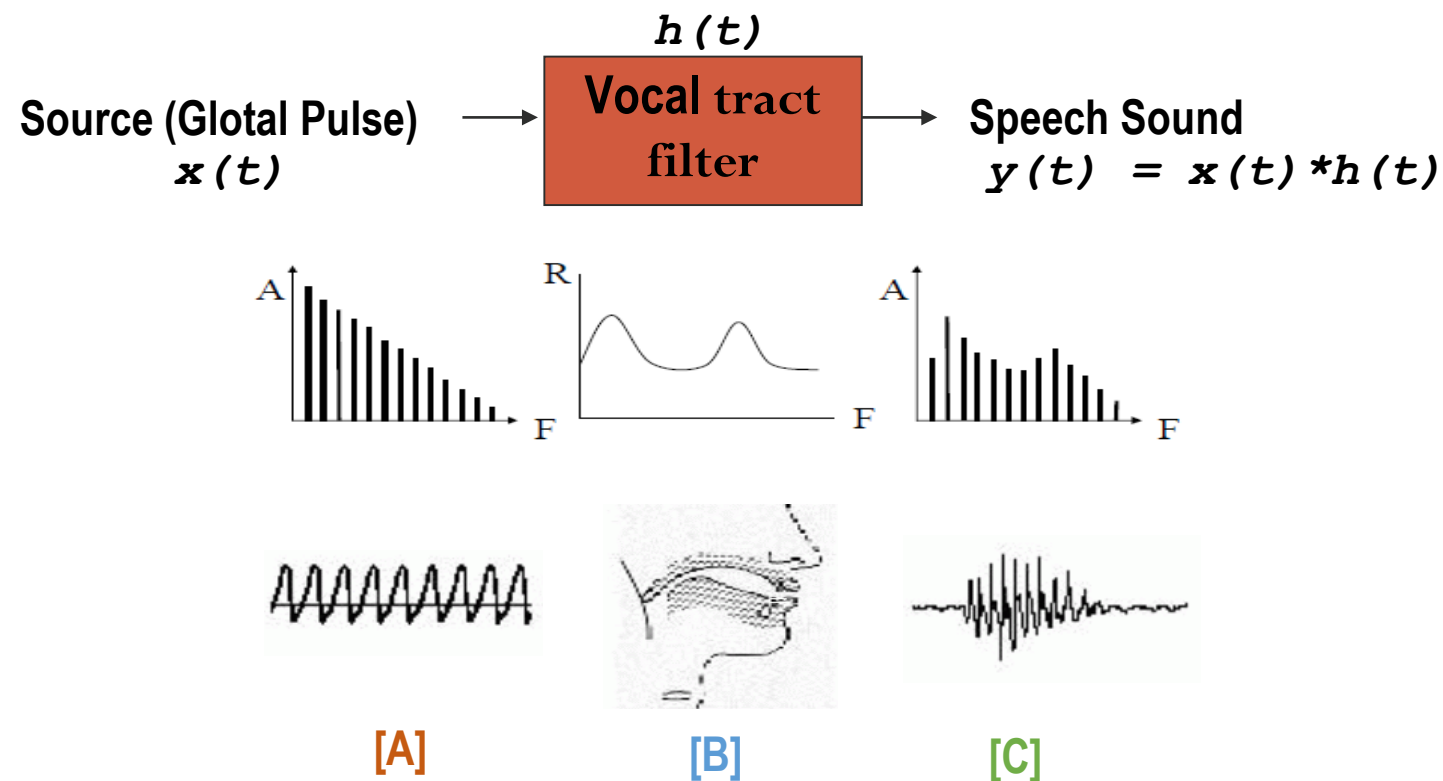 h(t)
Source (Glotal Pulse)
x(t)
Vocal tract
filter
Speech Sound
y(t) = x(t)*h(t)
A
F
R
F
A
F
[A]
[B]
[C]